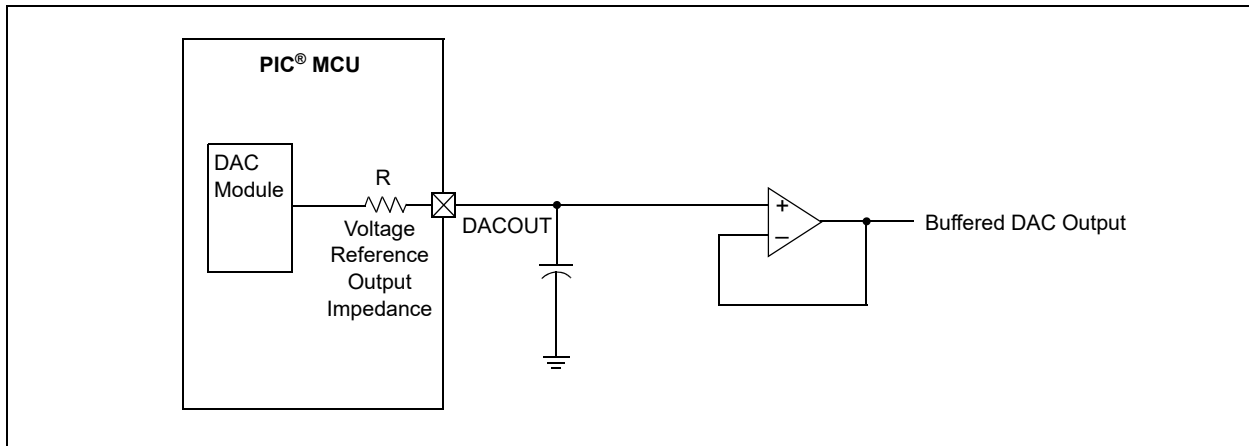 PIC® MCU
DAC
Module
R
Voltage
Reference
Output
Impedance
DACOUT
+
–
Buffered DAC Output